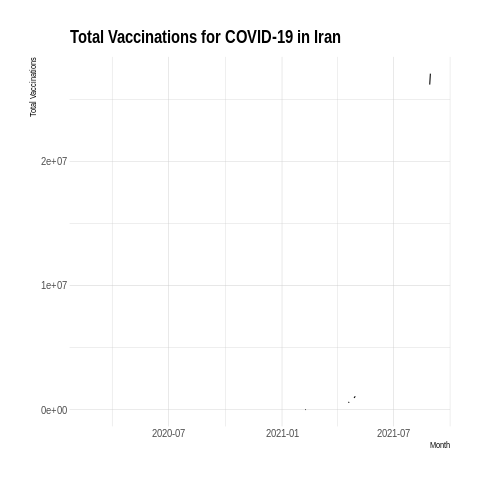 Total Vaccinations for COVID-19 in Iran
Total Vaccinations
2e+07
1e+07
0e+00
2020-07
2021-01
2021-07
Month